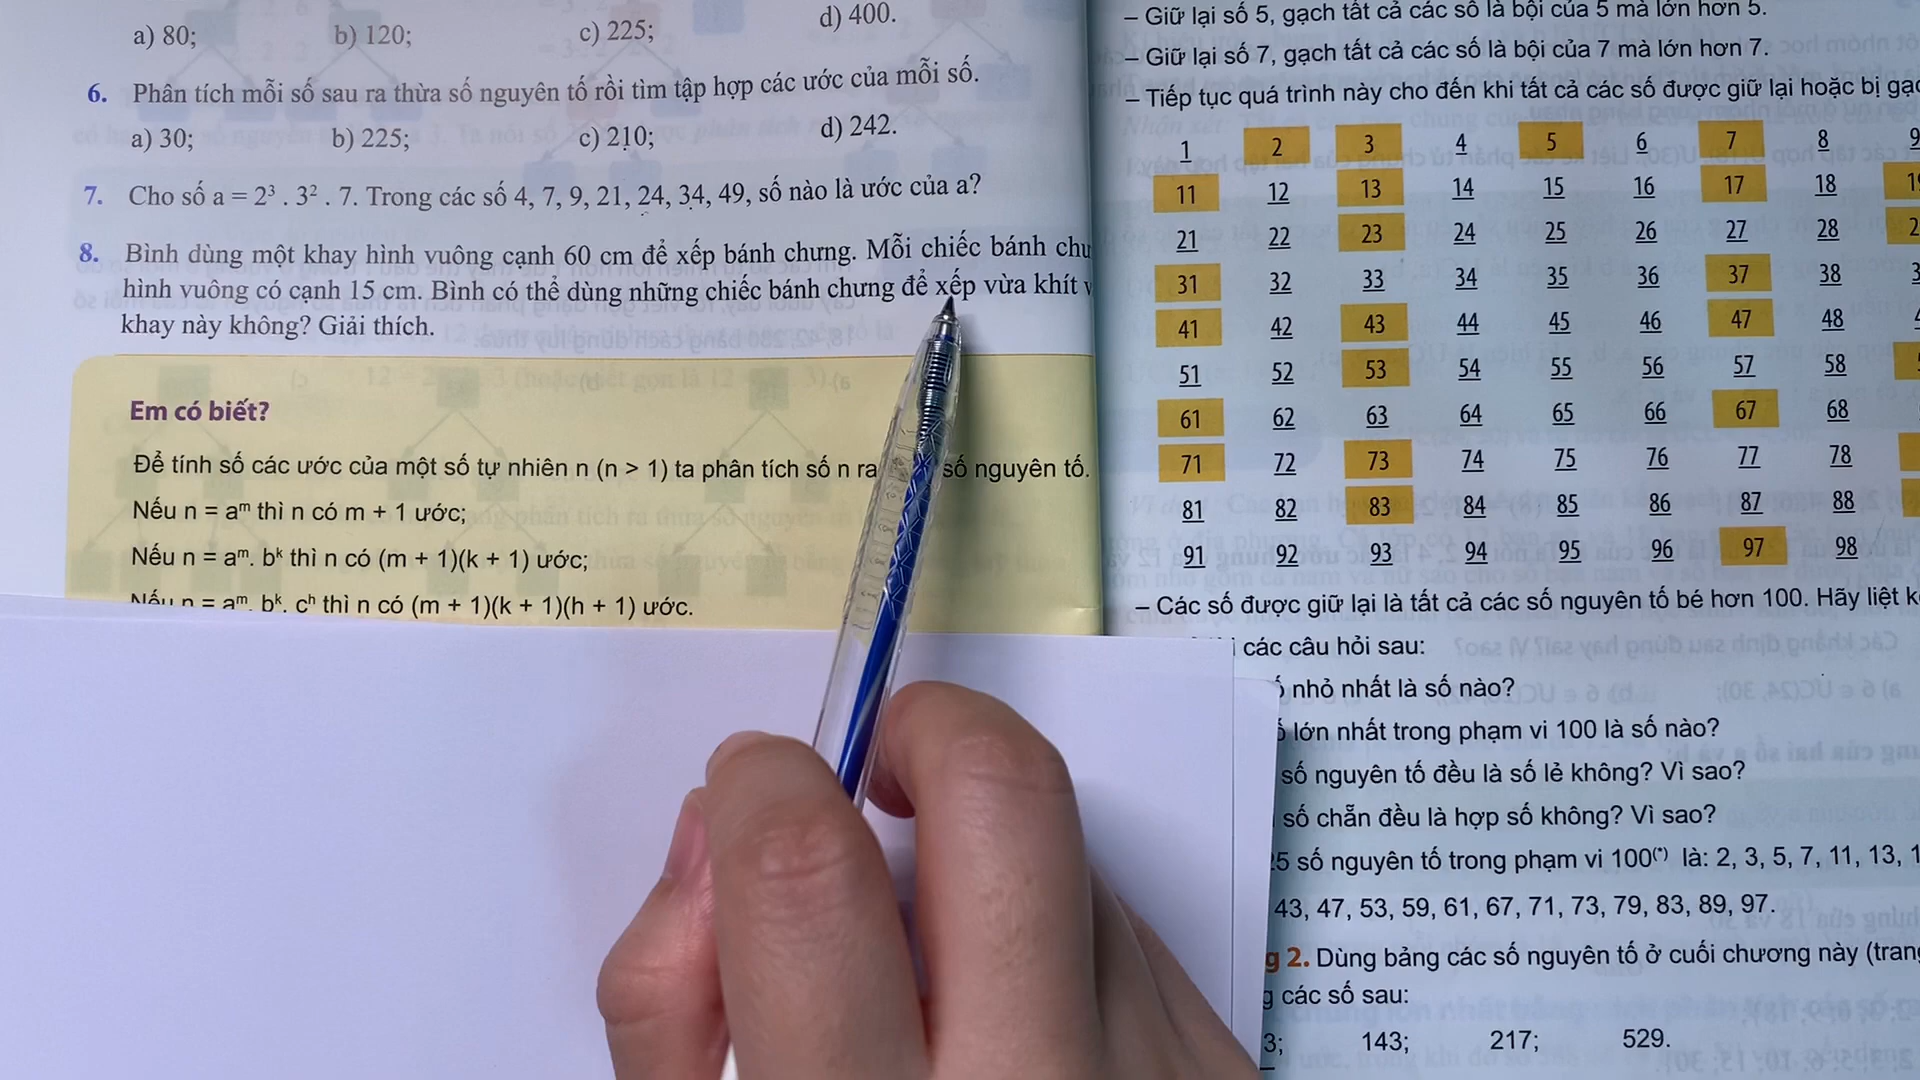 a) 80; b) 120; c) 225; d) 400.
6. Phân tích mỗi số sau ra thừa số nguyên tố rồi tìm tập hợp các ước của mỗi số.
a) 30; b) 225; c) 210; d) 242.
7. Cho số a = 2³ . 3² . 7. Trong các số 4, 7, 9, 21, 24, 34, 49, số nào là ước của a?
8. Bình dùng một khay hình vuông cạnh 60 cm để xếp bánh chưng. Mỗi chiếc bánh
hình vuông có cạnh 15 cm. Bình có thể dùng những chiếc bánh chưng để xếp vừa khít
khay này không? Giải thích.
Em có biết?
Để tính số các ước của một số tự nhiên n (n > 1) ta phân tích số n ra số nguyên tố.
Nếu n = aᵐ thì n có m + 1 ước;
Nếu n = aᵐ. bᵏ thì n có (m + 1)(k + 1) ước;
Nếu n = aᵐ. bᵏ. cʰ thì n có (m + 1)(k + 1)(h + 1) ước.
– Giữ lại số 5, gạch tất cả các số là bội của 5 mà lớn hơn 5.
– Giữ lại số 7, gạch tất cả các số là bội của 7 mà lớn hơn 7.
– Tiếp tục quá trình này cho đến khi tất cả các số được giữ lại hoặc bị
1 2 3 4 5 6 7 8 9
11 12 13 14 15 16 17 18
21 22 23 24 25 26 27 28
31 32 33 34 35 36 37 38
41 42 43 44 45 46 47 48
51 52 53 54 55 56 57 58
61 62 63 64 65 66 67 68
71 72 73 74 75 76 77 78
81 82 83 84 85 86 87 88
91 92 93 94 95 96 97 98
– Các số được giữ lại là tất cả các số nguyên tố bé hơn 100. Hãy liệt
các câu hỏi sau:
nhỏ nhất là số nào?
lớn nhất trong phạm vi 100 là số nào?
số nguyên tố đều là số lẻ không? Vì sao?
số chẵn đều là hợp số không? Vì sao?
số nguyên tố trong phạm vi 100(*) là: 2, 3, 5, 7, 11, 13,
43, 47, 53, 59, 61, 67, 71, 73, 79, 83, 89, 97.
2. Dùng bảng các số nguyên tố ở cuối chương này
các số sau:
143; 217; 529.